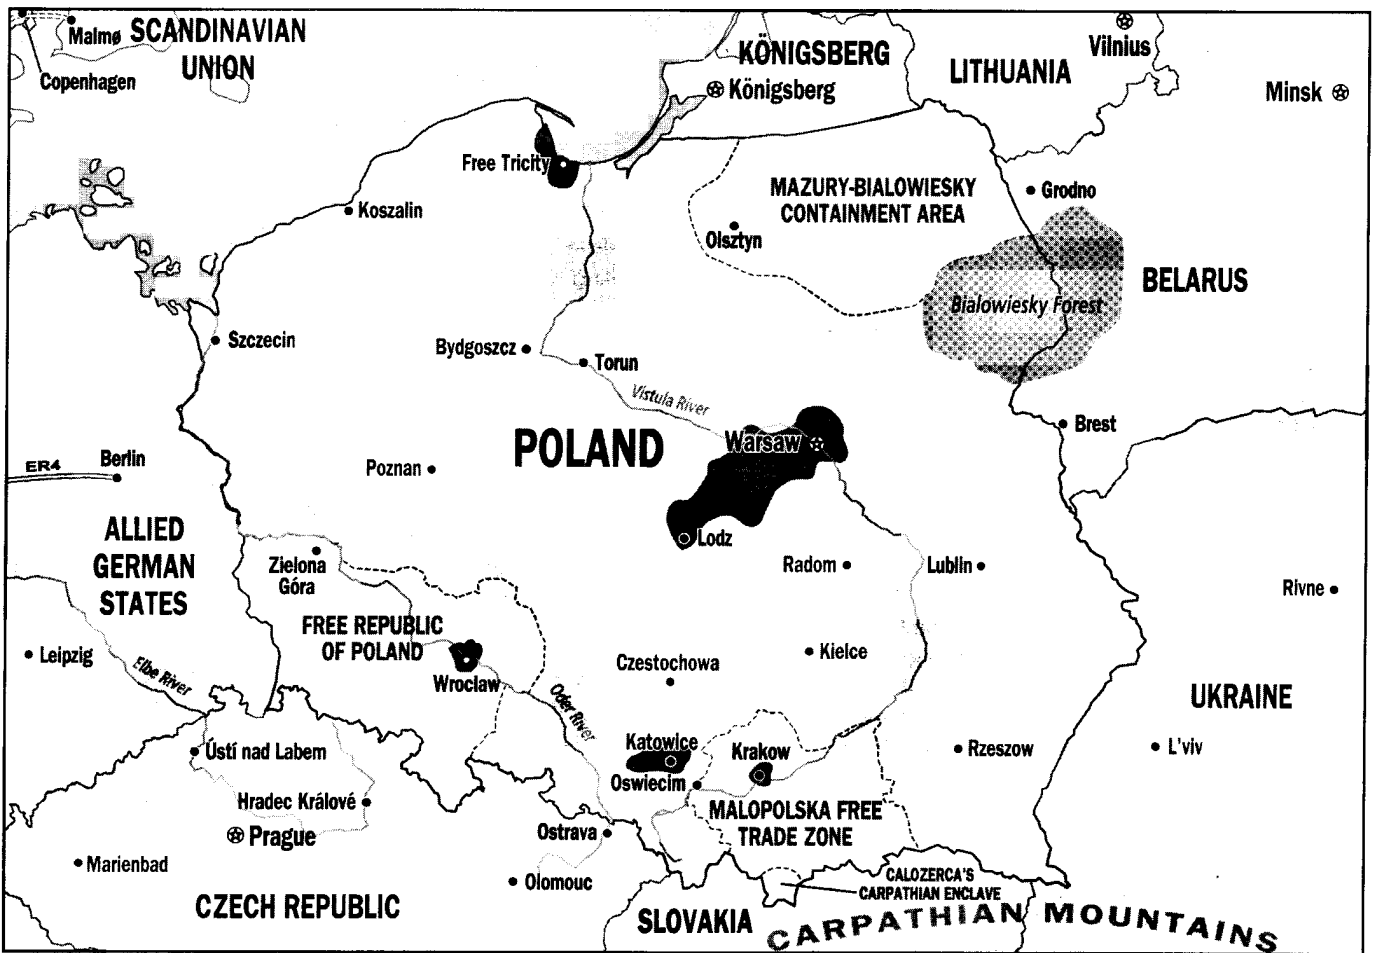 Malmø
SCANDINAVIAN
UNION
Copenhagen
KÖNIGSBERG
Königsberg
LITHUANIA
Vilnius
Minsk
Free Tricity
Koszalin
MAZURY-BIALOWIESKY
CONTAINMENT AREA
Olsztyn
Grodno
BELARUS
Bialowiesky Forest
Szczecin
Bydgoszcz
Torun
Vistula River
POLAND
Warsaw
Brest
ER4
Berlin
Poznan
ALLIED
GERMAN
STATES
Lodz
Zielona
Góra
Radom
Lublin
Rivne
FREE REPUBLIC
OF POLAND
Leipzig
Elbe River
Wroclaw
Czestochowa
Kielce
Oder River
UKRAINE
Ústí nad Labem
Katowice
Krakow
Rzeszow
L'viv
Oswiecim
Hradec Králové
Prague
MALOPOLSKA FREE
TRADE ZONE
Ostrava
Marienbad
Olomouc
CALOZERCA'S
CARPATHIAN ENCLAVE
CZECH REPUBLIC
SLOVAKIA
CARPATHIAN MOUNTAINS